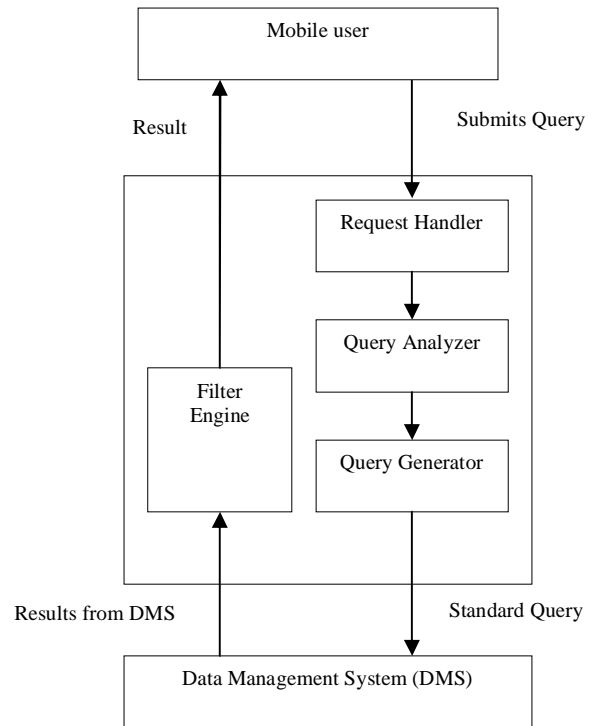 Mobile user
Result
Submits Query
Request Handler
Query Analyzer
Filter
Engine
Query Generator
Results from DMS
Standard Query
Data Management System (DMS)